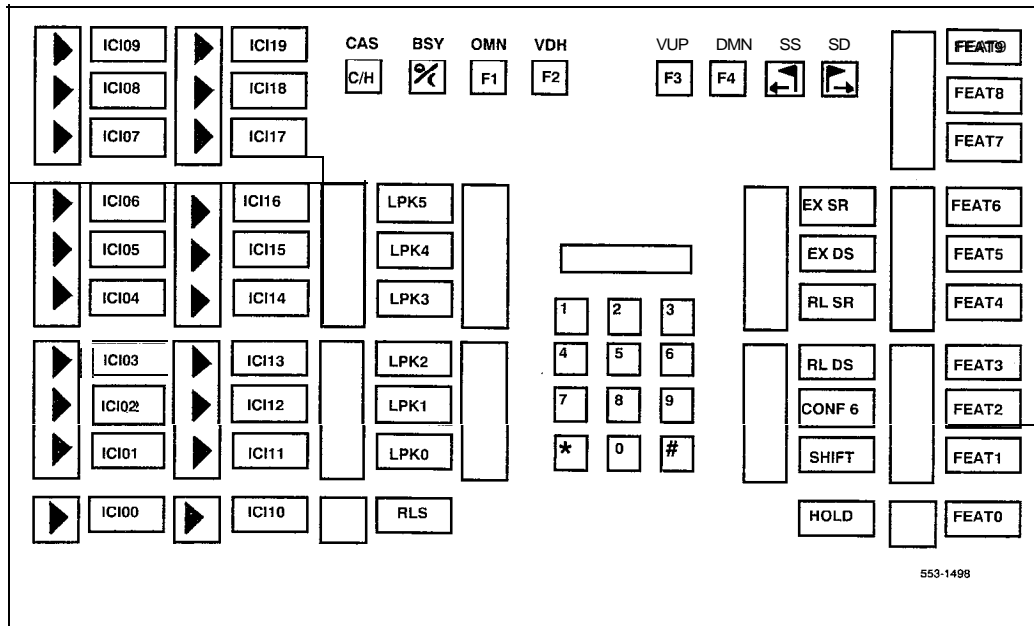 CAS BSY OMN VDH VUP DMN SS SD
ICI09 ICI19 C/H F1 F2 F3 F4 FEAT9
ICI08 ICI18 FEAT8
ICI07 ICI17 FEAT7
ICI06 ICI16 LPK5 EX SR FEAT6
ICI05 ICI15 LPK4 EX DS FEAT5
ICI04 ICI14 LPK3 RL SR FEAT4
1 2 3
ICI03 ICI13 LPK2 4 5 6 RL DS FEAT3
ICI02 ICI12 LPK1 7 8 9 CONF 6 FEAT2
ICI01 ICI11 LPK0 * 0 # SHIFT FEAT1
ICI00 ICI10 RLS HOLD FEAT0
553-1498